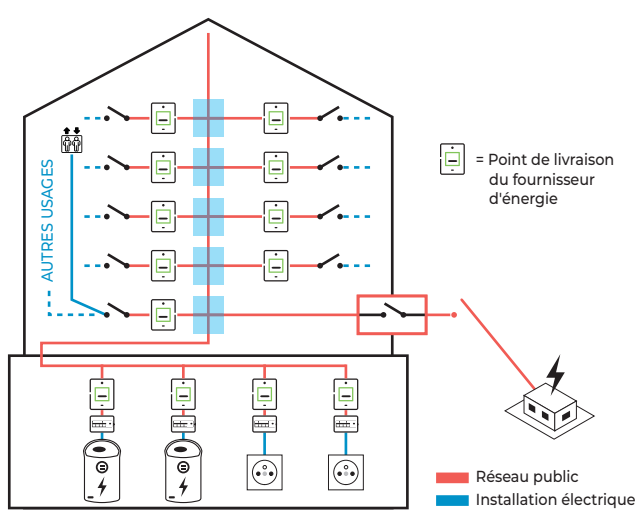 AUTRES USAGES
= Point de livraison
du fournisseur
d'énergie
Réseau public
Installation électrique